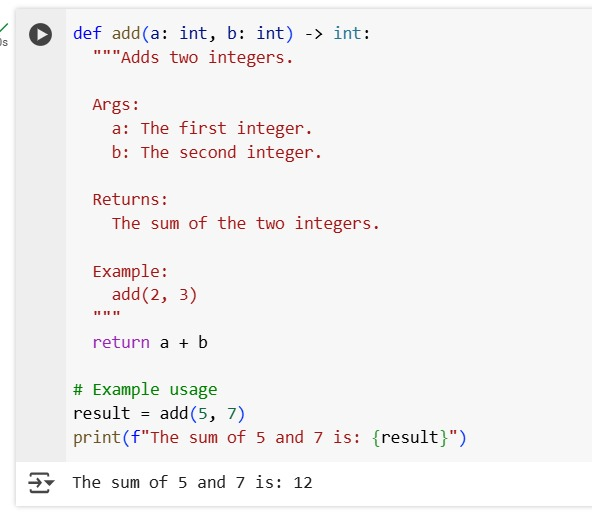 def add(a: int, b: int) -> int:
  """Adds two integers.

  Args:
    a: The first integer.
    b: The second integer.

  Returns:
    The sum of the two integers.

  Example:
    add(2, 3)
  """
  return a + b

# Example usage
result = add(5, 7)
print(f"The sum of 5 and 7 is: {result}")
The sum of 5 and 7 is: 12